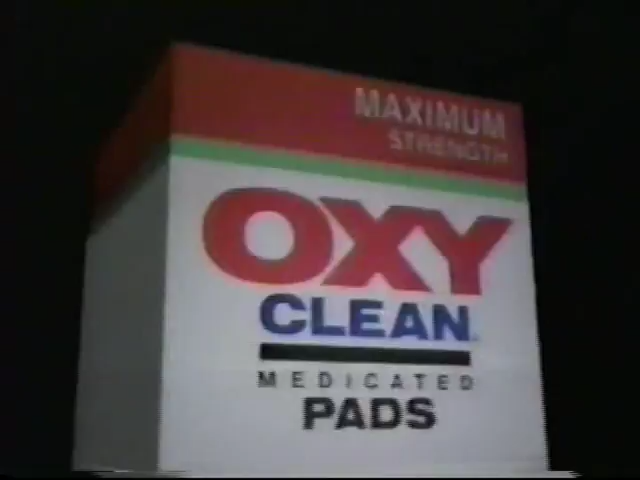 MAXIMUM
STRENGTH
OXY
CLEAN
MEDICATED
PADS